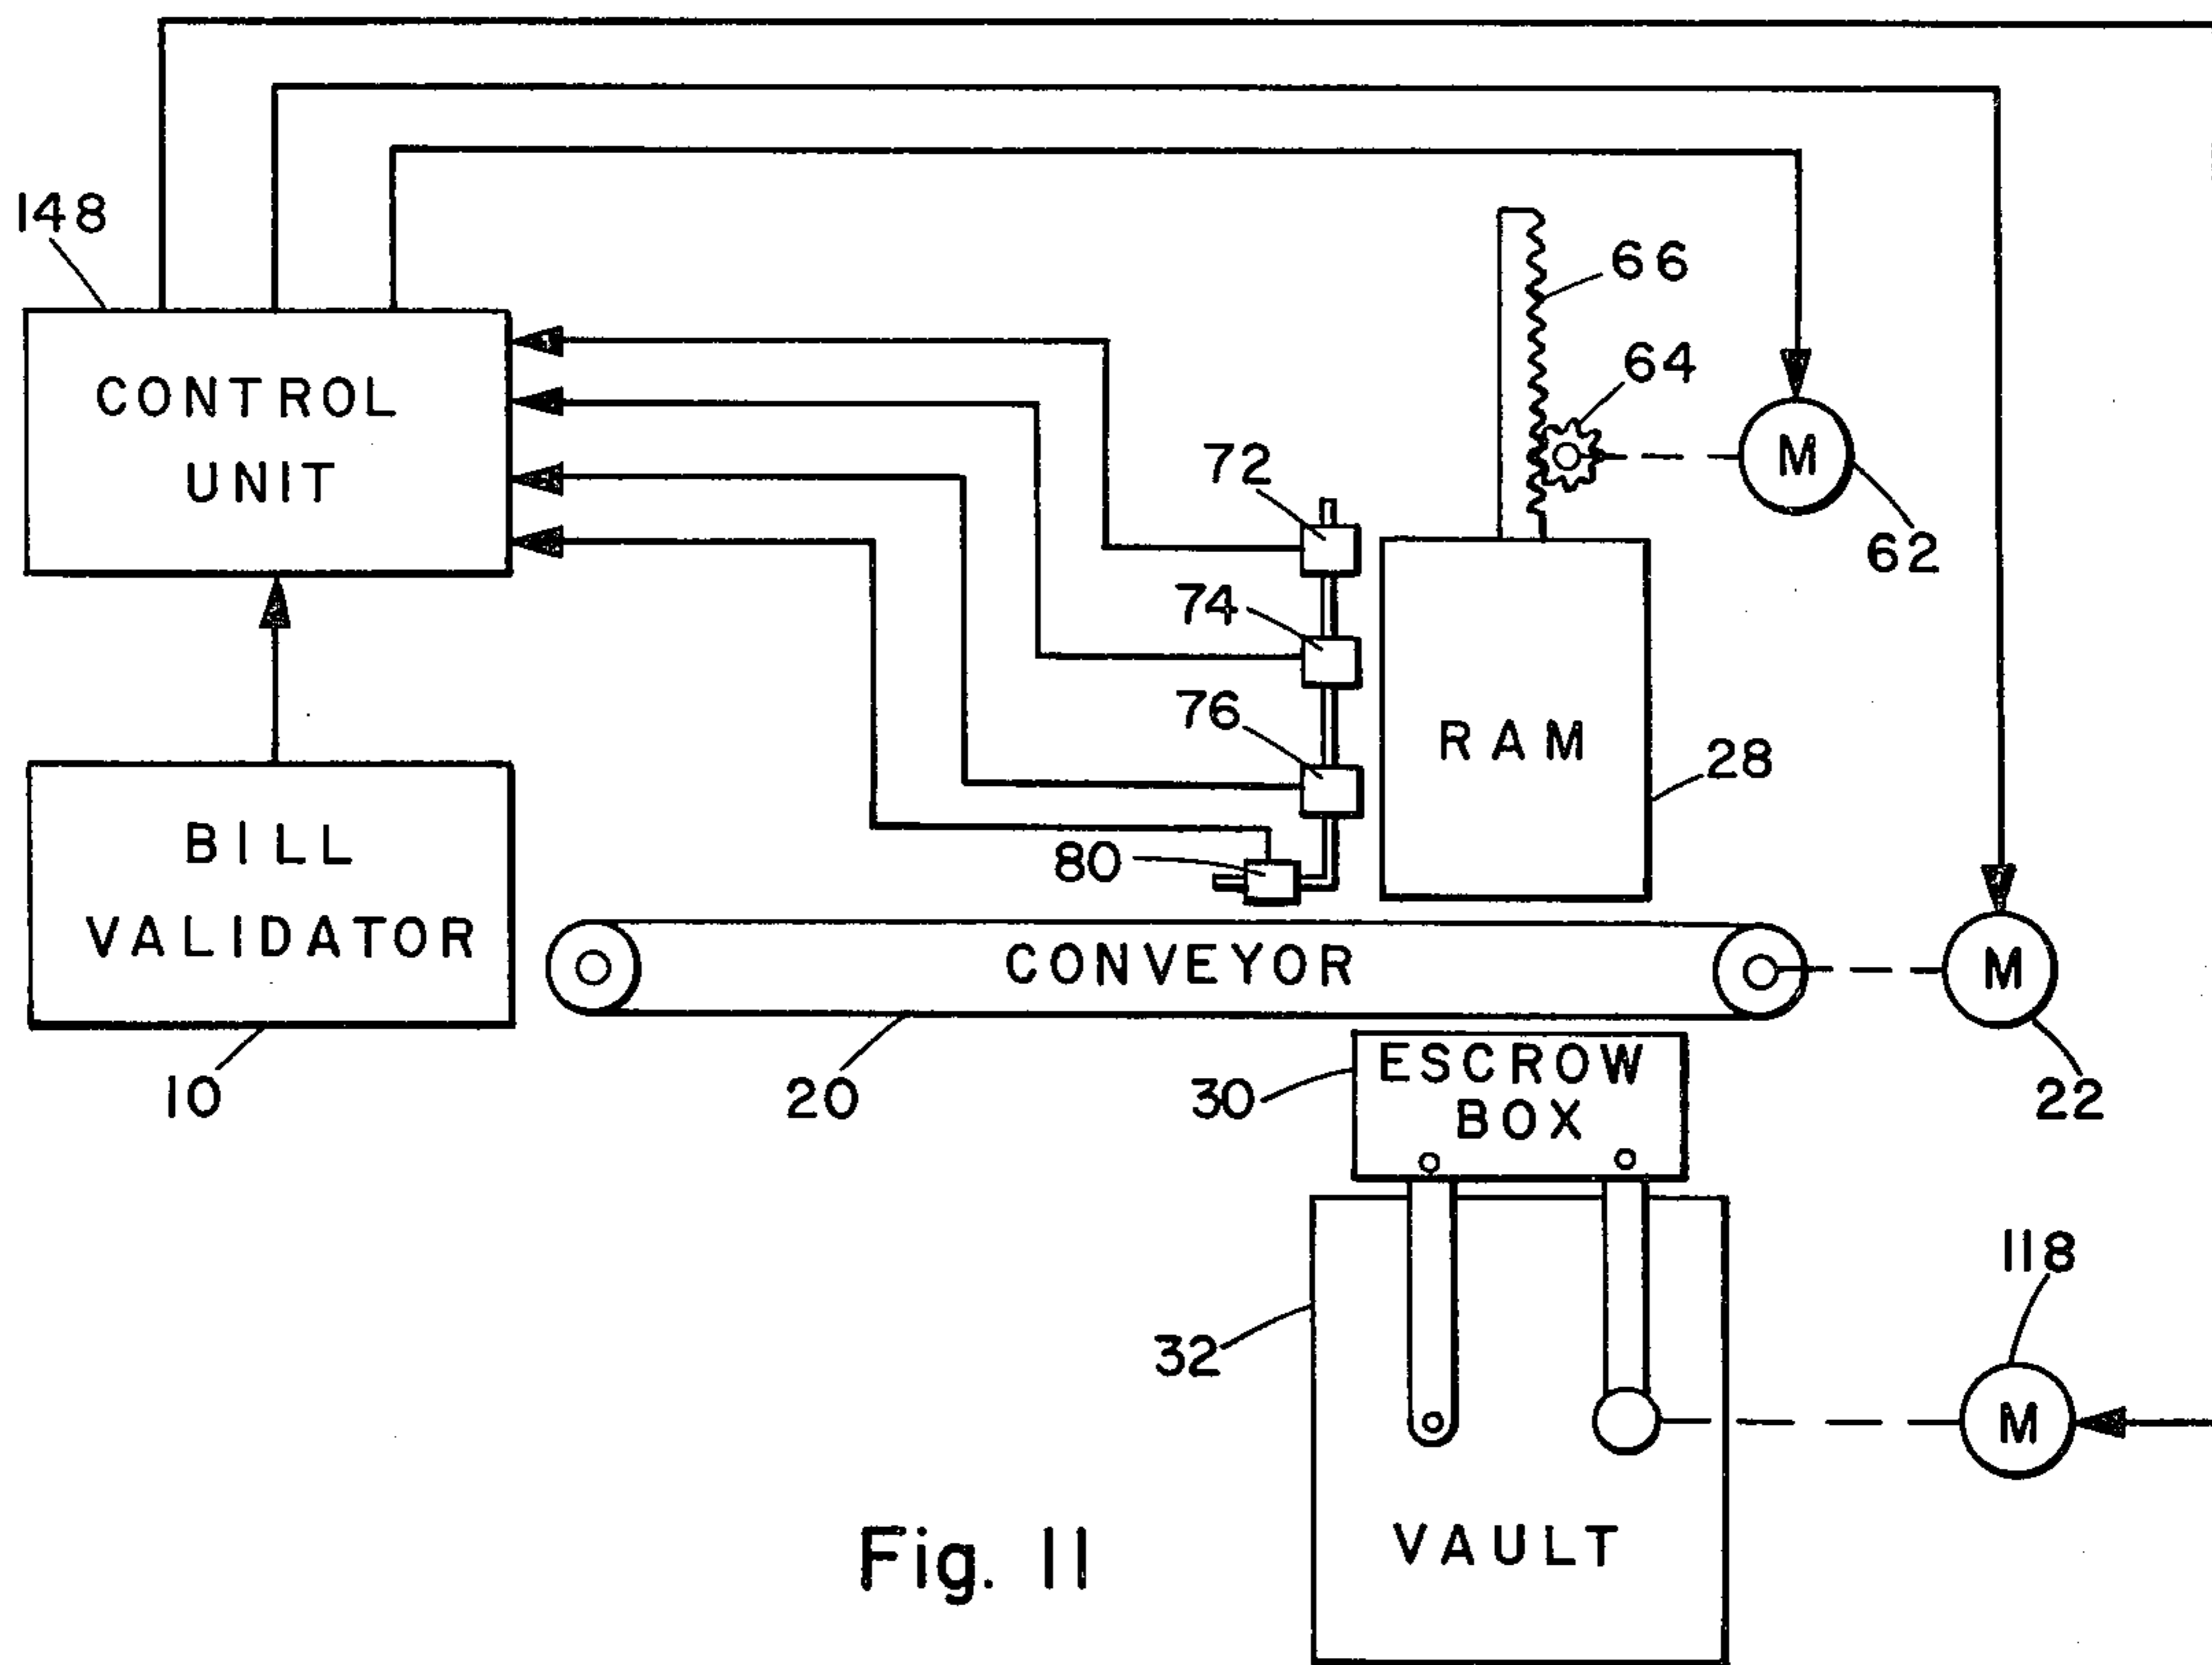 148
CONTROL
UNIT
66
64
M
62
72
74
76
80
RAM
28
BILL
VALIDATOR
10
CONVEYOR
20
M
22
ESCROW
BOX
30
32
118
M
VAULT
Fig. 11